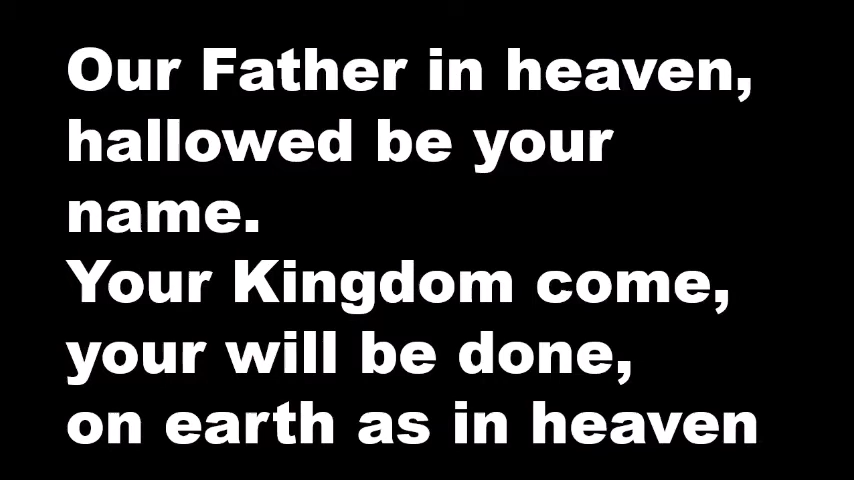 Our Father in heaven,
hallowed be your
name.
Your Kingdom come,
your will be done,
on earth as in heaven